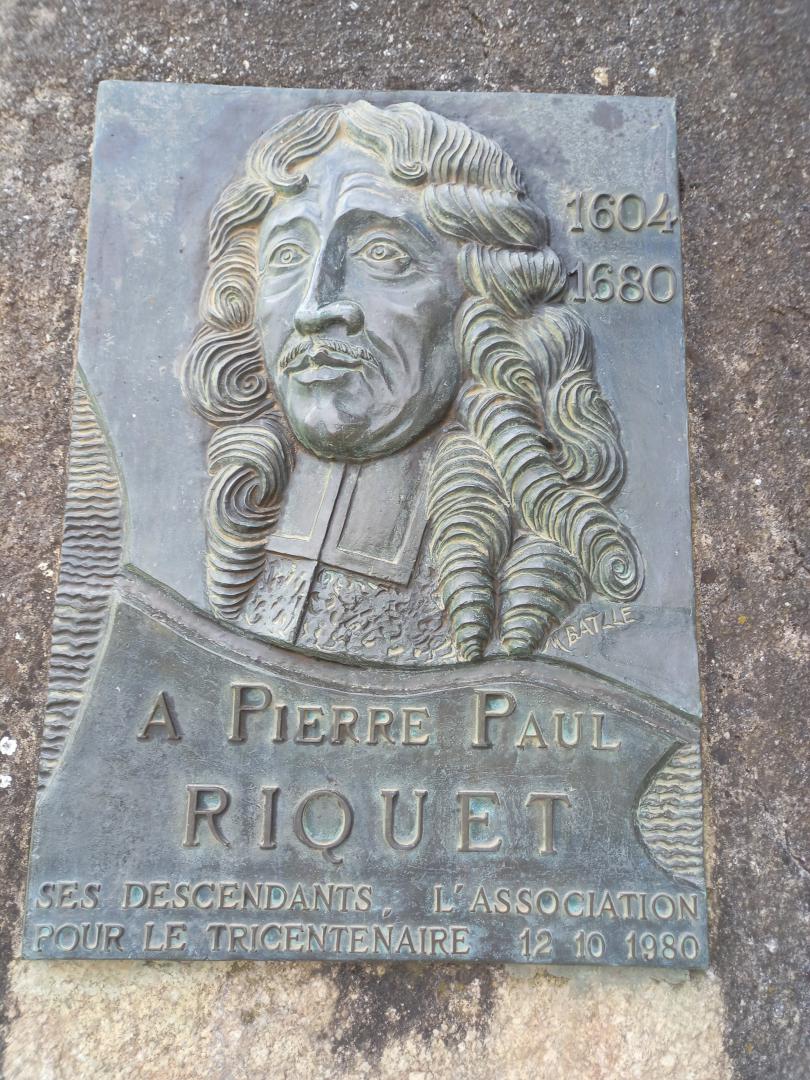 1604
1680
M. BATLLE
A PIERRE PAUL
RIQUET
SES DESCENDANTS, L'ASSOCIATION
POUR LE TRICENTENAIRE 12 10 1980